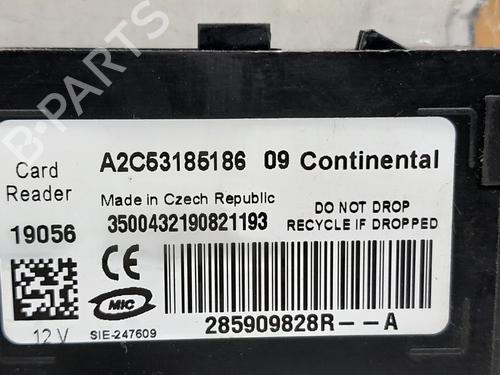 Card Reader
A2C53185186 09 Continental
Made in Czech Republic
19056
3500432190821193
DO NOT DROP
RECYCLE IF DROPPED
CE
MIC
12 V
SIE-247609
285909828R--A
B-PARTS